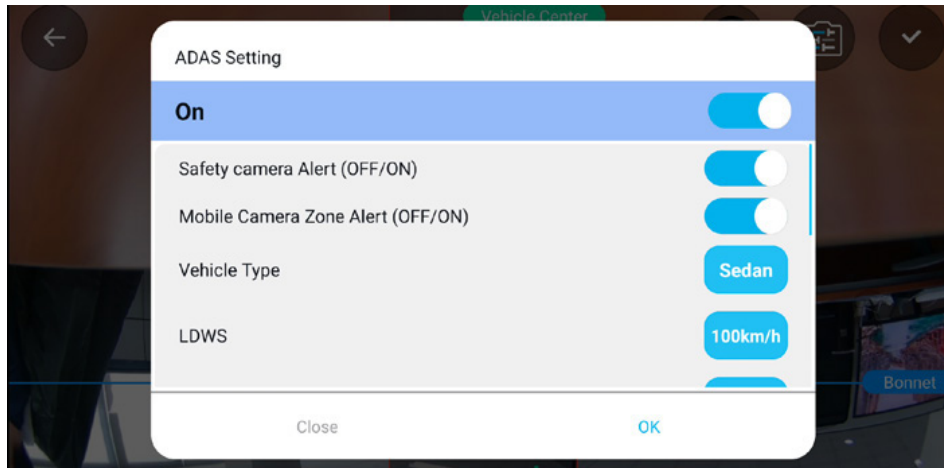 Vehicle Center
ADAS Setting
On
Safety camera Alert (OFF/ON)
Mobile Camera Zone Alert (OFF/ON)
Vehicle Type
Sedan
LDWS
100km/h
Bonnet
Close
OK